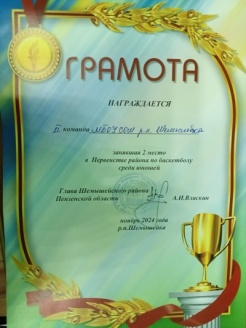 ГРАМОТА
НАГРАЖДАЕТСЯ
команда МБОУ СОШ р.п. Шемышейка
занявшая 2 место
в Первенстве района по баскетболу
среди юношей
Глава Шемышейского района
Пензенской области А.И.Власкин
ноябрь 2024 года
р.п.Шемышейка